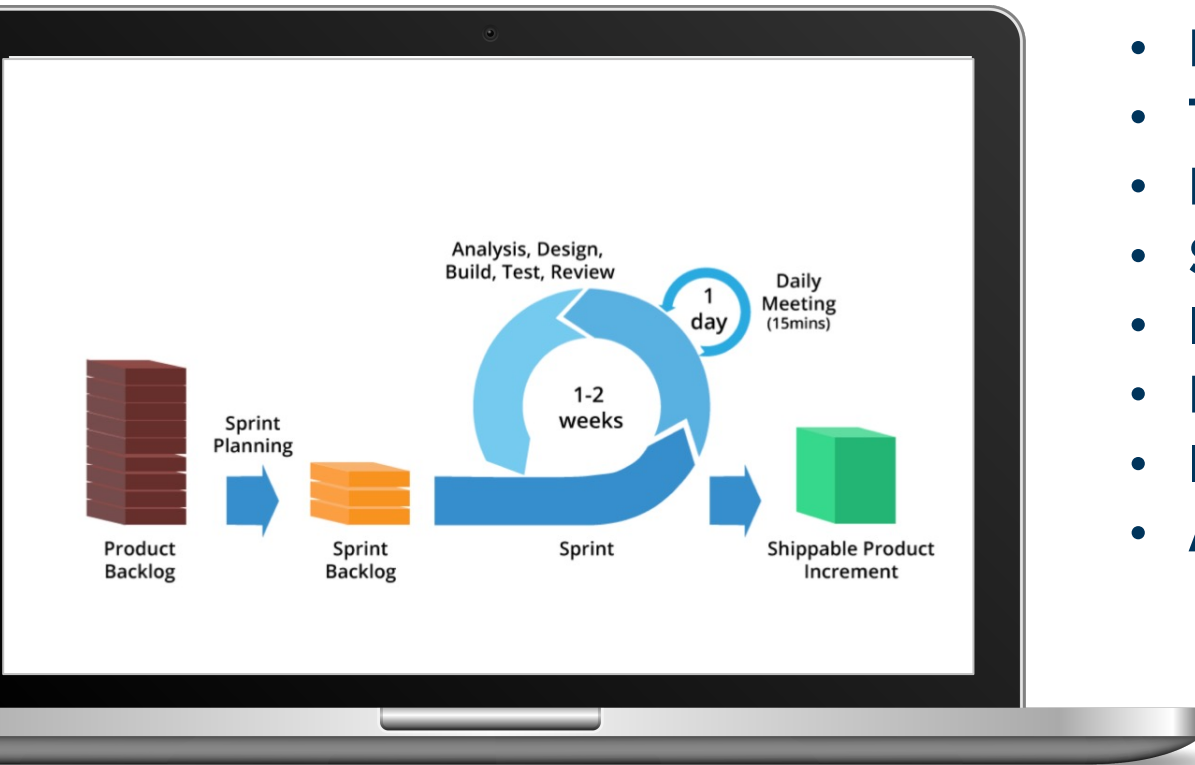 Analysis, Design,
Build, Test, Review
1
day
Daily
Meeting
(15mins)
1-2
weeks
Sprint
Planning
Product
Backlog
Sprint
Backlog
Sprint
Shippable Product
Increment